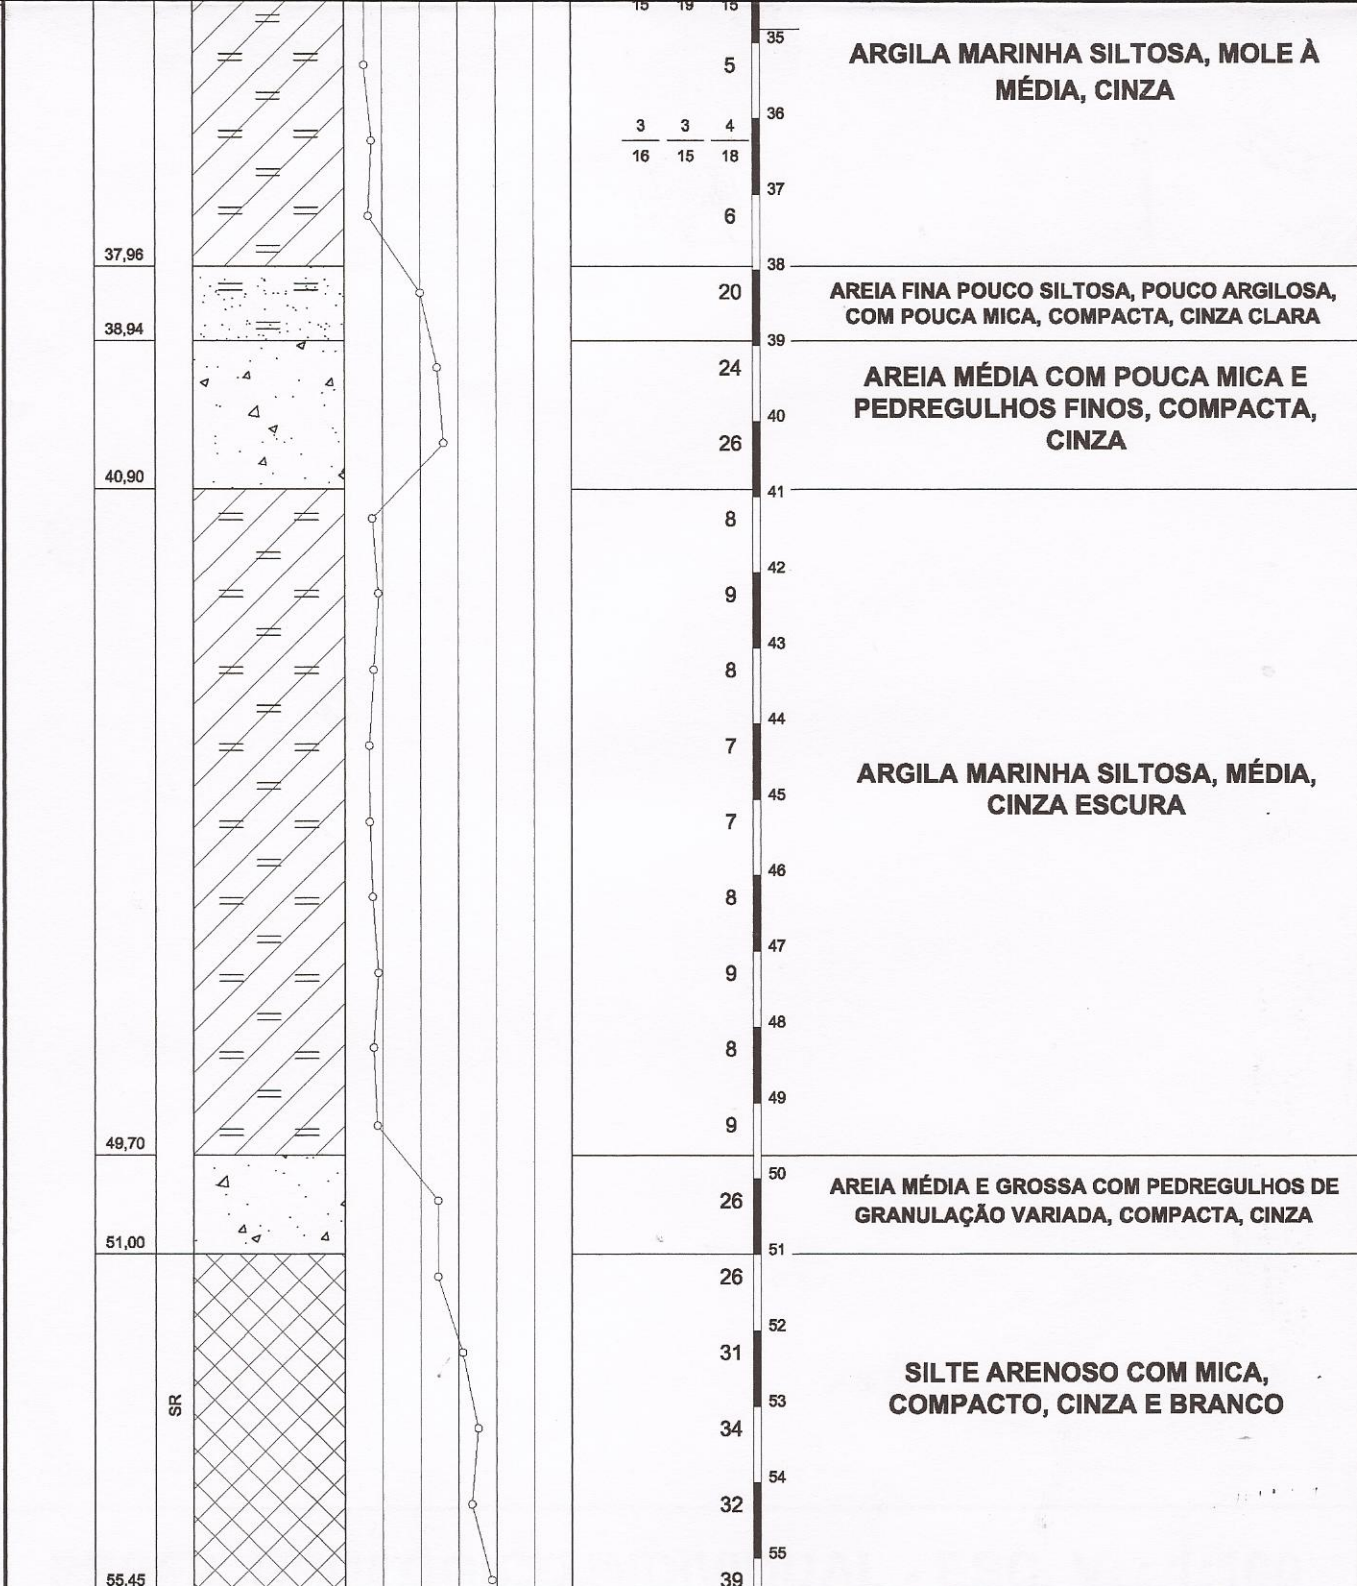 15 19 15
35
5
ARGILA MARINHA SILTOSA, MOLE À
MÉDIA, CINZA
36
3 3 4
16 15 18
37
6
37,96
38
20
AREIA FINA POUCO SILTOSA, POUCO ARGILOSA,
COM POUCA MICA, COMPACTA, CINZA CLARA
38,94
39
24
AREIA MÉDIA COM POUCA MICA E
PEDREGULHOS FINOS, COMPACTA,
CINZA
40
26
40,90
41
8
42
9
43
8
44
7
ARGILA MARINHA SILTOSA, MÉDIA,
CINZA ESCURA
45
7
46
8
47
9
48
8
49
9
49,70
50
26
AREIA MÉDIA E GROSSA COM PEDREGULHOS DE
GRANULAÇÃO VARIADA, COMPACTA, CINZA
51,00
51
26
52
31
SILTE ARENOSO COM MICA,
COMPACTO, CINZA E BRANCO
SR
53
34
54
32
55
55,45
39